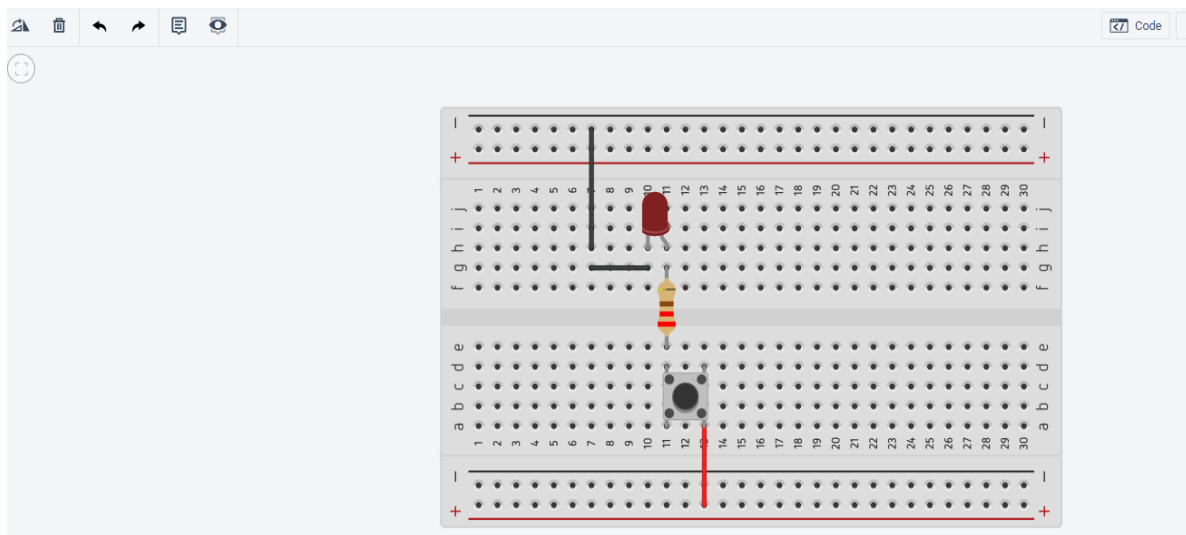 Code
− −
+ +
1 2 3 4 5 6 7 8 9 10 11 12 13 14 15 16 17 18 19 20 21 22 23 24 25 26 27 28 29 30
j j
i i
h h
g g
f f
e e
d d
c c
b b
a a
1 2 3 4 5 6 7 8 9 10 11 12 13 14 15 16 17 18 19 20 21 22 23 24 25 26 27 28 29 30
− −
+ +